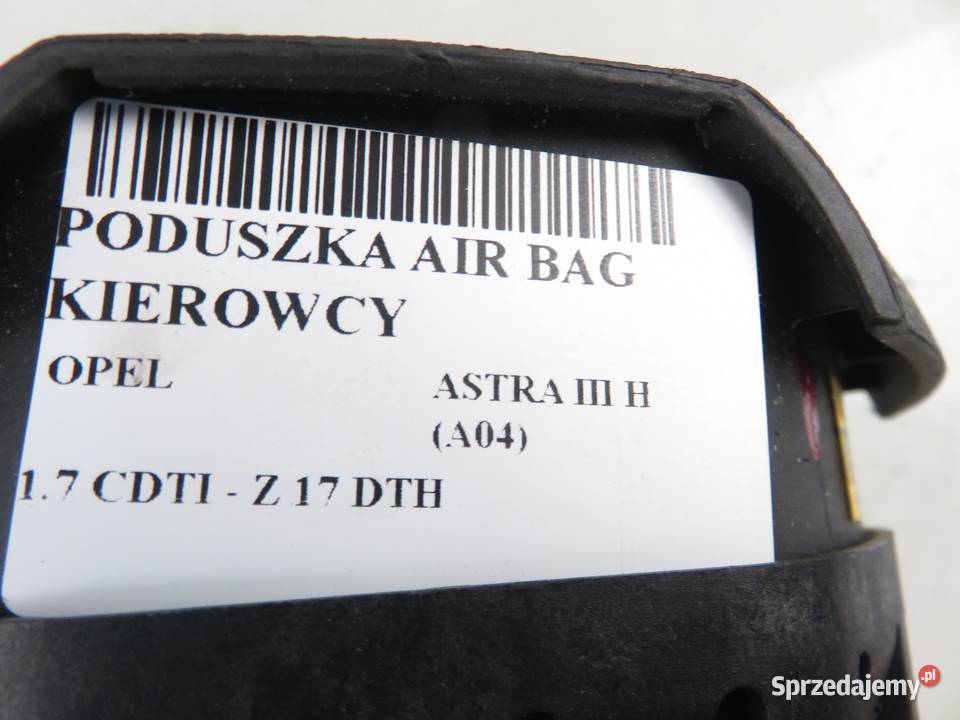 PODUSZKA AIR BAG
KIEROWCY
OPEL
ASTRA III H
(A04)
1.7 CDTI - Z 17 DTH
Sprzedajemy.pl